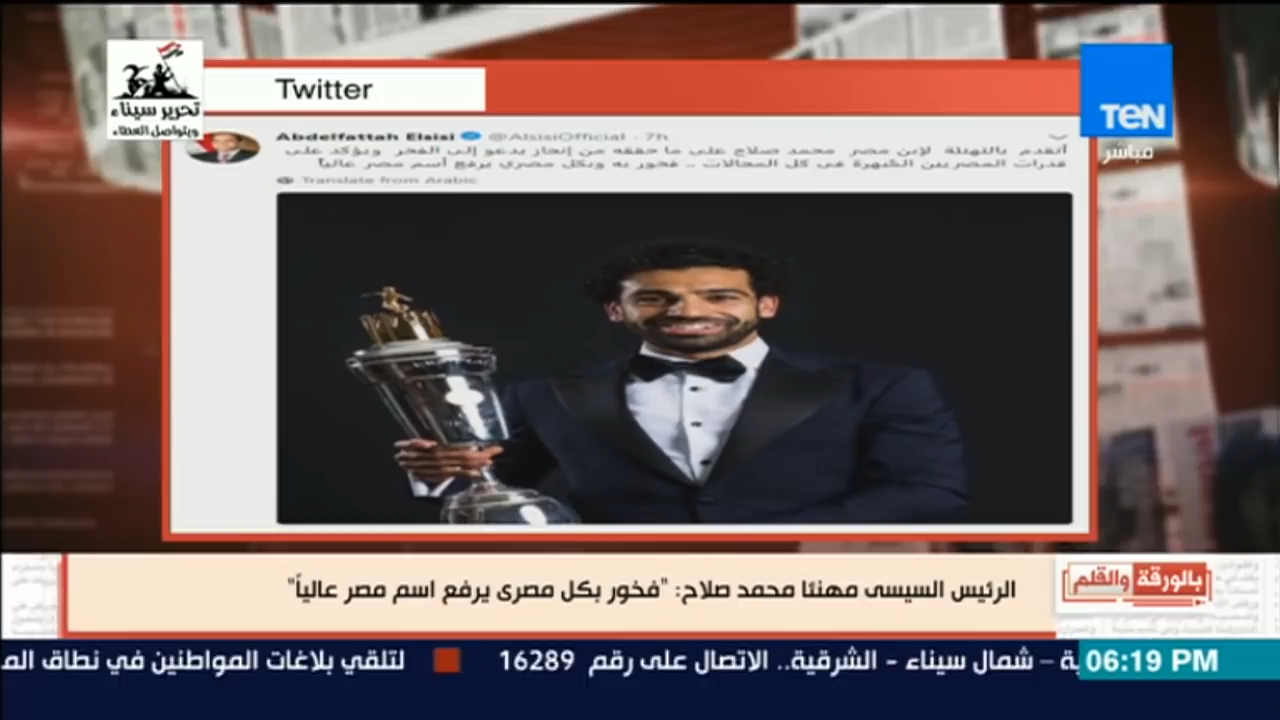 تحرير سيناء
ويتواصل العطاء
Twitter
TEN
مباشر
Abdelfattah Elsisi @AlsisiOfficial · 7h
أتقدم بالتهنئة لإبن مصر محمد صلاح على ما حققه من إنجاز يدعو إلى الفخر ويؤكد على
قدرات المصريين الشهيرة في كل المجالات .. فخور به وبكل مصري يرفع أسم مصر عالياً
Translate from Arabic
الرئيس السيسى مهنئا محمد صلاح: "فخور بكل مصرى يرفع اسم مصر عالياً"
بالورقة والقلم
ية – شمال سيناء - الشرقية.. الاتصال على رقم 16289 لتلقي بلاغات المواطنين في نطاق الم
06:19 PM